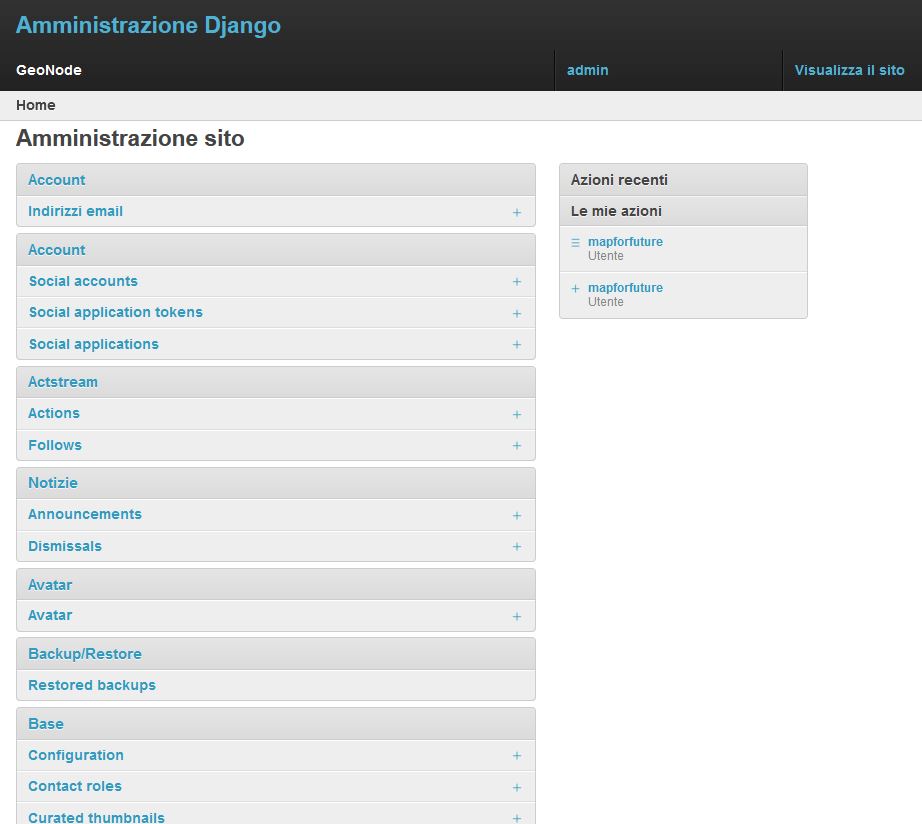 Amministrazione Django
GeoNode
admin
Visualizza il sito
Home
Amministrazione sito
Account
Indirizzi email
Account
Social accounts
Social application tokens
Social applications
Actstream
Actions
Follows
Notizie
Announcements
Dismissals
Avatar
Avatar
Backup/Restore
Restored backups
Base
Configuration
Contact roles
Curated thumbnails
Azioni recenti
Le mie azioni
mapforfuture
Utente
mapforfuture
Utente